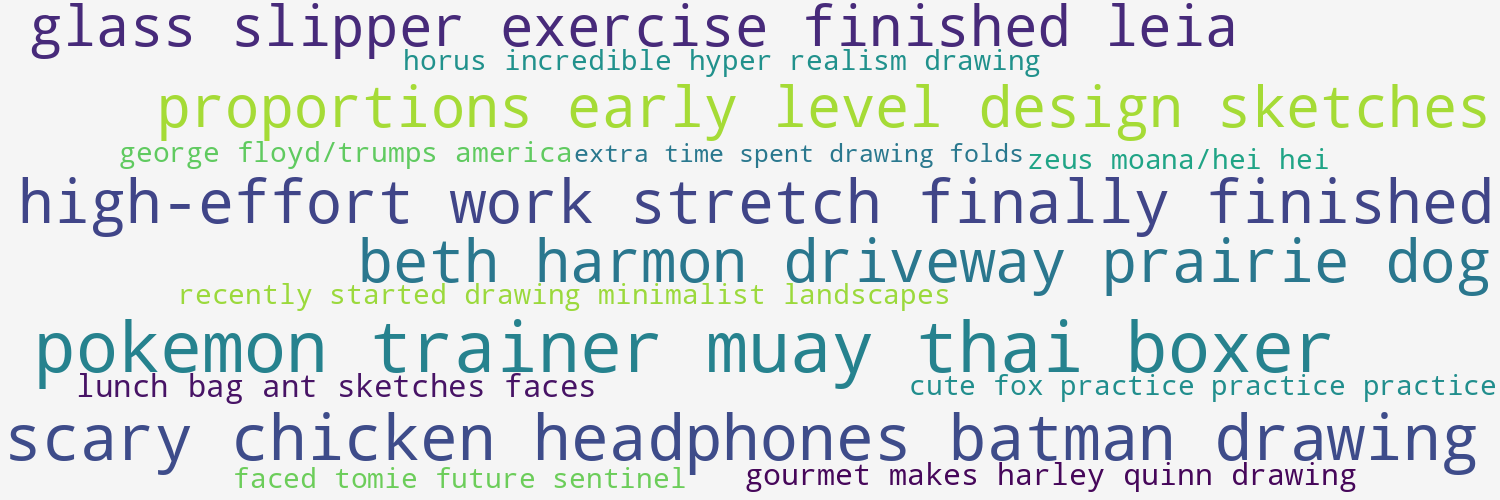 glass slipper exercise finished leia
horus incredible hyper realism drawing
proportions early level design sketches
george floyd/trumps america
extra time spent drawing folds
zeus moana/hei hei
high-effort work stretch finally finished
beth harmon driveway prairie dog
recently started drawing minimalist landscapes
pokemon trainer muay thai boxer
lunch bag ant sketches faces
cute fox practice practice practice
scary chicken headphones batman drawing
faced tomie future sentinel
gourmet makes harley quinn drawing